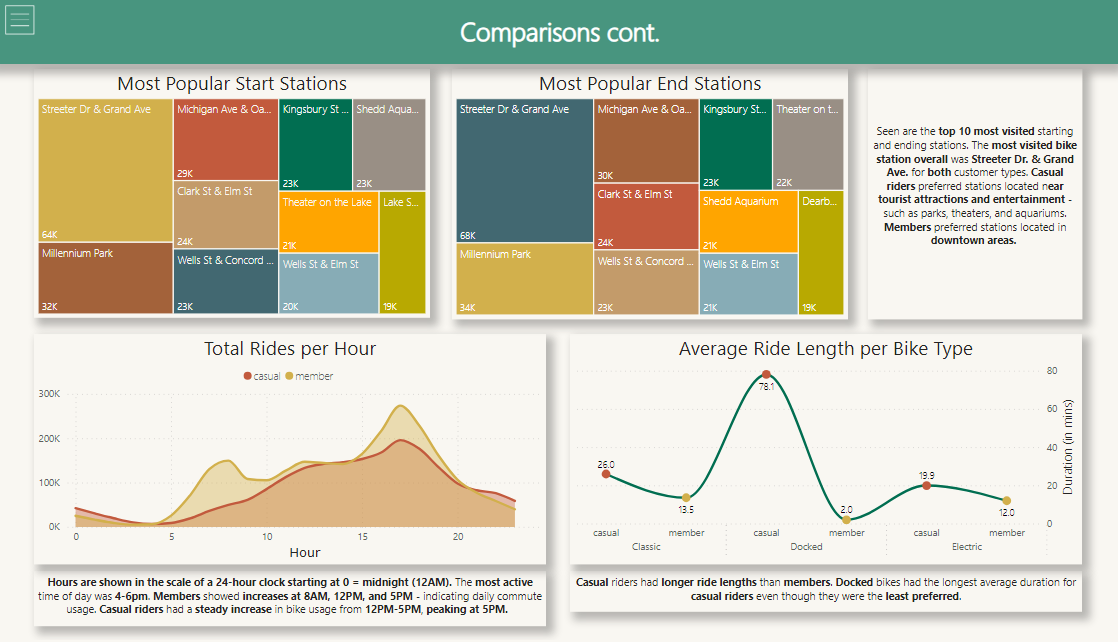 Comparisons cont.
Most Popular Start Stations
Streeter Dr & Grand Ave
64K
Millennium Park
32K
Michigan Ave & Oa...
29K
Clark St & Elm St
24K
Wells St & Concord ...
23K
Kingsbury St ...
23K
Shedd Aqua...
23K
Theater on the Lake
21K
Wells St & Elm St
20K
Lake S...
19K
Most Popular End Stations
Streeter Dr & Grand Ave
68K
Millennium Park
34K
Michigan Ave & Oa...
30K
Clark St & Elm St
24K
Wells St & Concord ...
23K
Kingsbury St ...
23K
Theater on t...
22K
Shedd Aquarium
21K
Wells St & Elm St
21K
Dearb...
19K
Seen are the top 10 most visited starting
and ending stations. The most visited bike
station overall was Streeter Dr. & Grand
Ave. for both customer types. Casual
riders preferred stations located near
tourist attractions and entertainment -
such as parks, theaters, and aquariums.
Members preferred stations located in
downtown areas.
Total Rides per Hour
casual member
300K
200K
100K
0K
0 5 10 15 20
Hour
Hours are shown in the scale of a 24-hour clock starting at 0 = midnight (12AM). The most active
time of day was 4-6pm. Members showed increases at 8AM, 12PM, and 5PM - indicating daily commute
usage. Casual riders had a steady increase in bike usage from 12PM-5PM, peaking at 5PM.
Average Ride Length per Bike Type
80
60
40
20
0
Duration (in mins)
26.0
13.5
78.1
2.0
19.9
12.0
casual member casual member casual member
Classic Docked Electric
Casual riders had longer ride lengths than members. Docked bikes had the longest average duration for
casual riders even though they were the least preferred.